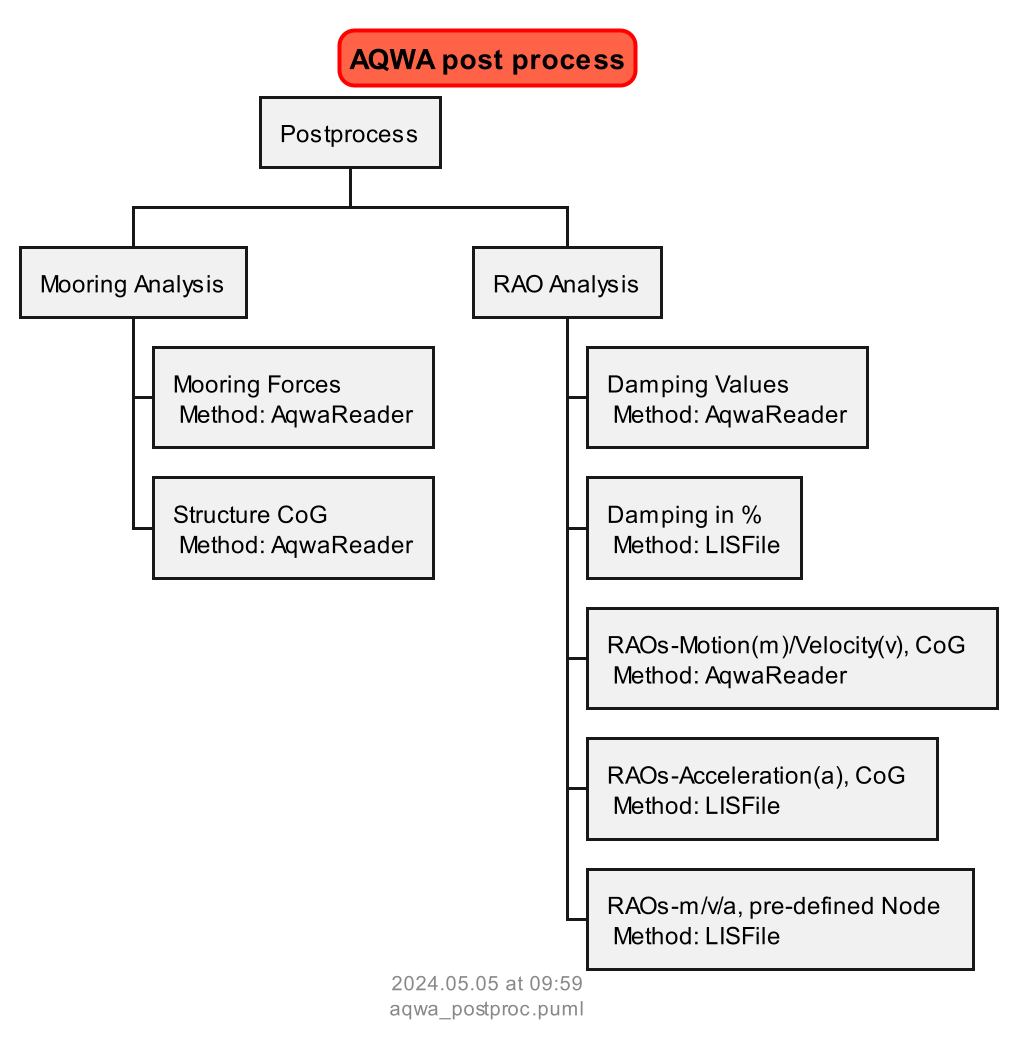 AQWA post process
Postprocess
Mooring Analysis
RAO Analysis
Mooring Forces
Method: AqwaReader
Structure CoG
Method: AqwaReader
Damping Values
Method: AqwaReader
Damping in %
Method: LISFile
RAOs-Motion(m)/Velocity(v), CoG
Method: AqwaReader
RAOs-Acceleration(a), CoG
Method: LISFile
RAOs-m/v/a, pre-defined Node
Method: LISFile
2024.05.05 at 09:59
aqwa_postproc.puml